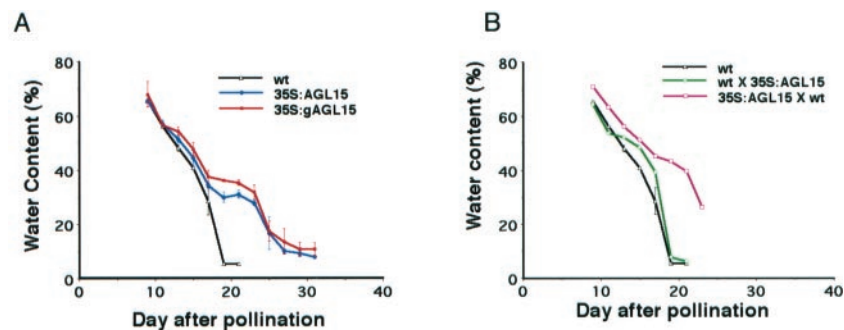 A
80
60
40
20
0
Water Content (%)
wt
35S:AGL15
35S:gAGL15
0
10
20
30
40
Day after pollination
B
80
60
40
20
0
Water content (%)
wt
wt X 35S:AGL15
35S:AGL15 X wt
0
10
20
30
40
Day after pollination